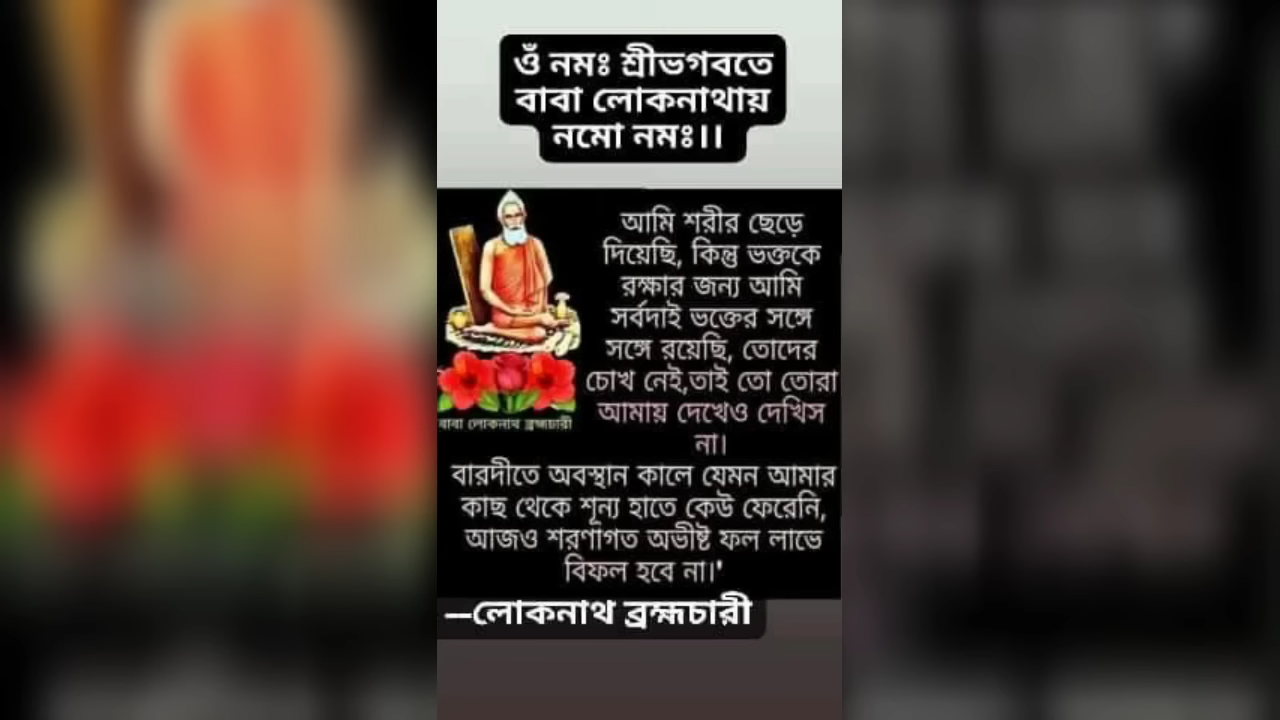 ওঁ নমঃ শ্রীভগবতে
বাবা লোকনাথায়
নমো নমঃ।।
আমি শরীর ছেড়ে
দিয়েছি, কিন্তু ভক্তকে
রক্ষার জন্য আমি
সর্বদাই ভক্তের সঙ্গে
সঙ্গে রয়েছি, তোদের
চোখ নেই,তাই তো তোরা
আমায় দেখেও দেখিস
না।
বাবা লোকনাথ ব্রহ্মচারী
বারদীতে অবস্থান কালে যেমন আমার
কাছ থেকে শূন্য হাতে কেউ ফেরেনি,
আজও শরণাগত অভীষ্ট ফল লাভে
বিফল হবে না।'
—লোকনাথ ব্রহ্মচারী